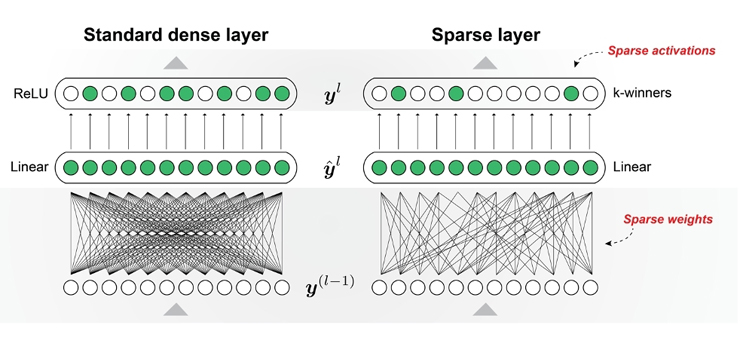 Standard dense layer
Sparse layer
Sparse activations
ReLU
y^l
k-winners
Linear
ŷ^l
Linear
Sparse weights
y^(l−1)